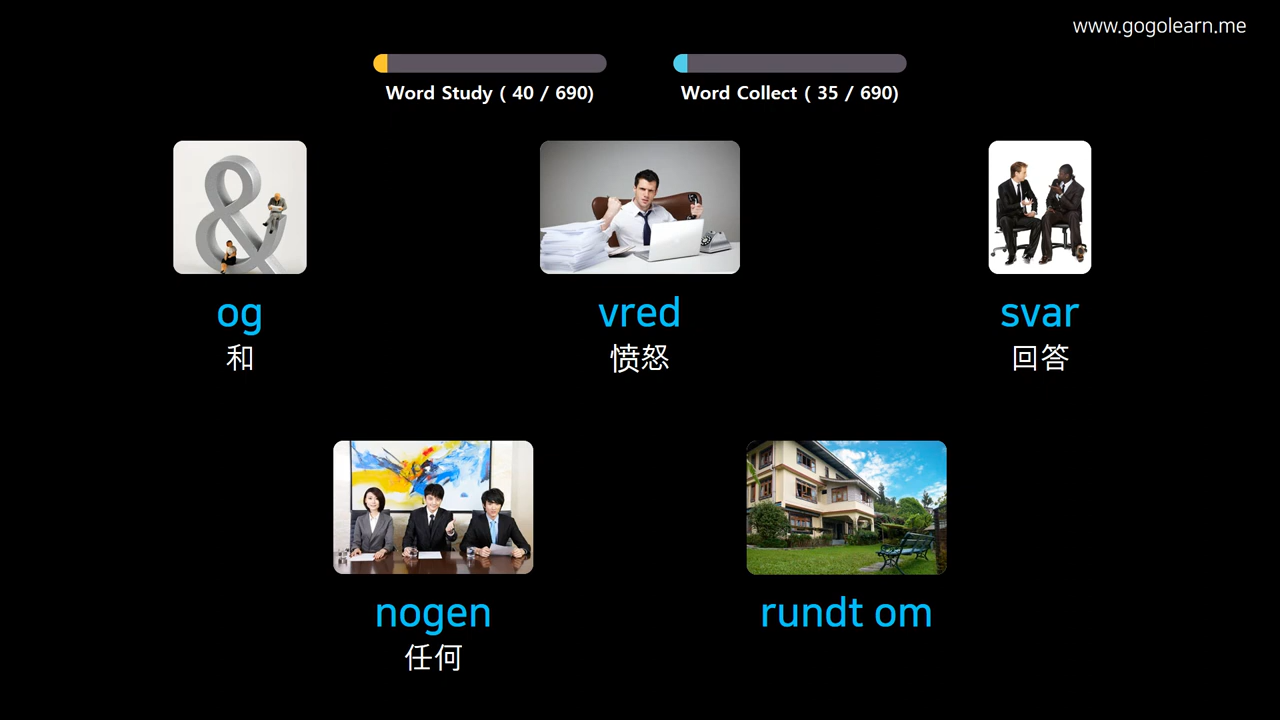 www.gogolearn.me
Word Study ( 40 / 690)
Word Collect ( 35 / 690)
og
和
vred
愤怒
svar
回答
nogen
任何
rundt om